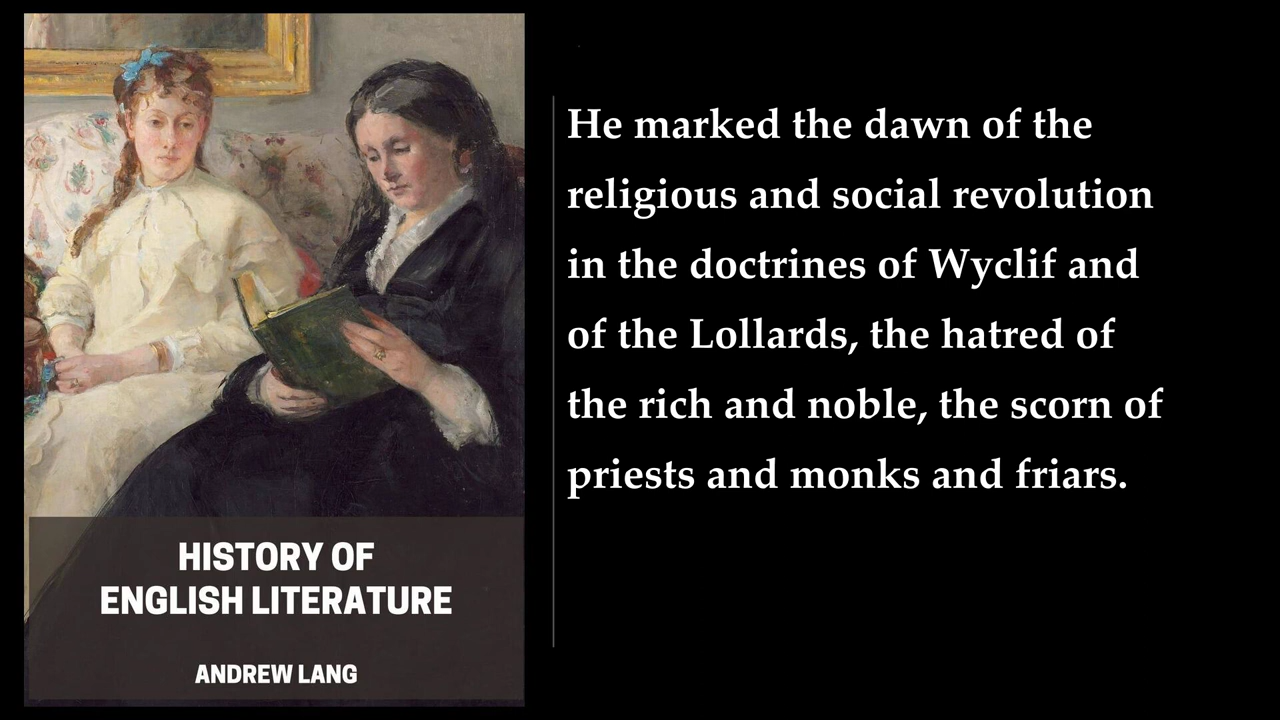 He marked the dawn of the
religious and social revolution
in the doctrines of Wyclif and
of the Lollards, the hatred of
the rich and noble, the scorn of
priests and monks and friars.
HISTORY OF
ENGLISH LITERATURE
ANDREW LANG